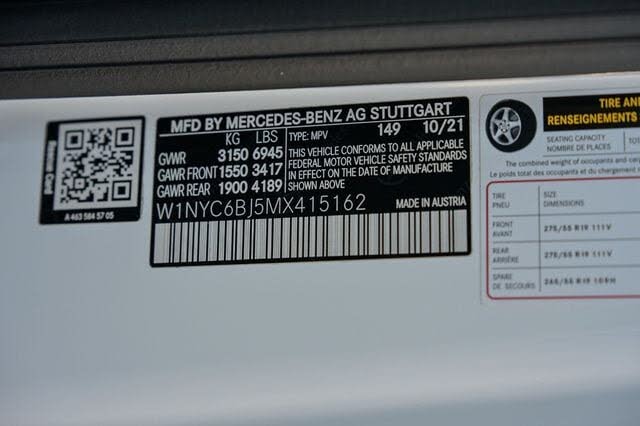 Rescue Card
A 463 584 57 05
MFD BY MERCEDES-BENZ AG STUTTGART
KG LBS TYPE: MPV 149 10/21
GVWR 3150 6945
GAWR FRONT 1550 3417
GAWR REAR 1900 4189
THIS VEHICLE CONFORMS TO ALL APPLICABLE
FEDERAL MOTOR VEHICLE SAFETY STANDARDS
IN EFFECT ON THE DATE OF MANUFACTURE
SHOWN ABOVE
W1NYC6BJ5MX415162 MADE IN AUSTRIA
TIRE AN
RENSEIGNEMENTS
SEATING CAPACITY
NOMBRE DE PLACES
The combined weight of occupants and car
Le poids total des occupants et du chargement
TIRE SIZE
PNEU DIMENSIONS
FRONT
AVANT 275/55 R19 111V
REAR
ARRIÈRE 275/55 R19 111V
SPARE
DE SECOURS 265/55 R19 109H